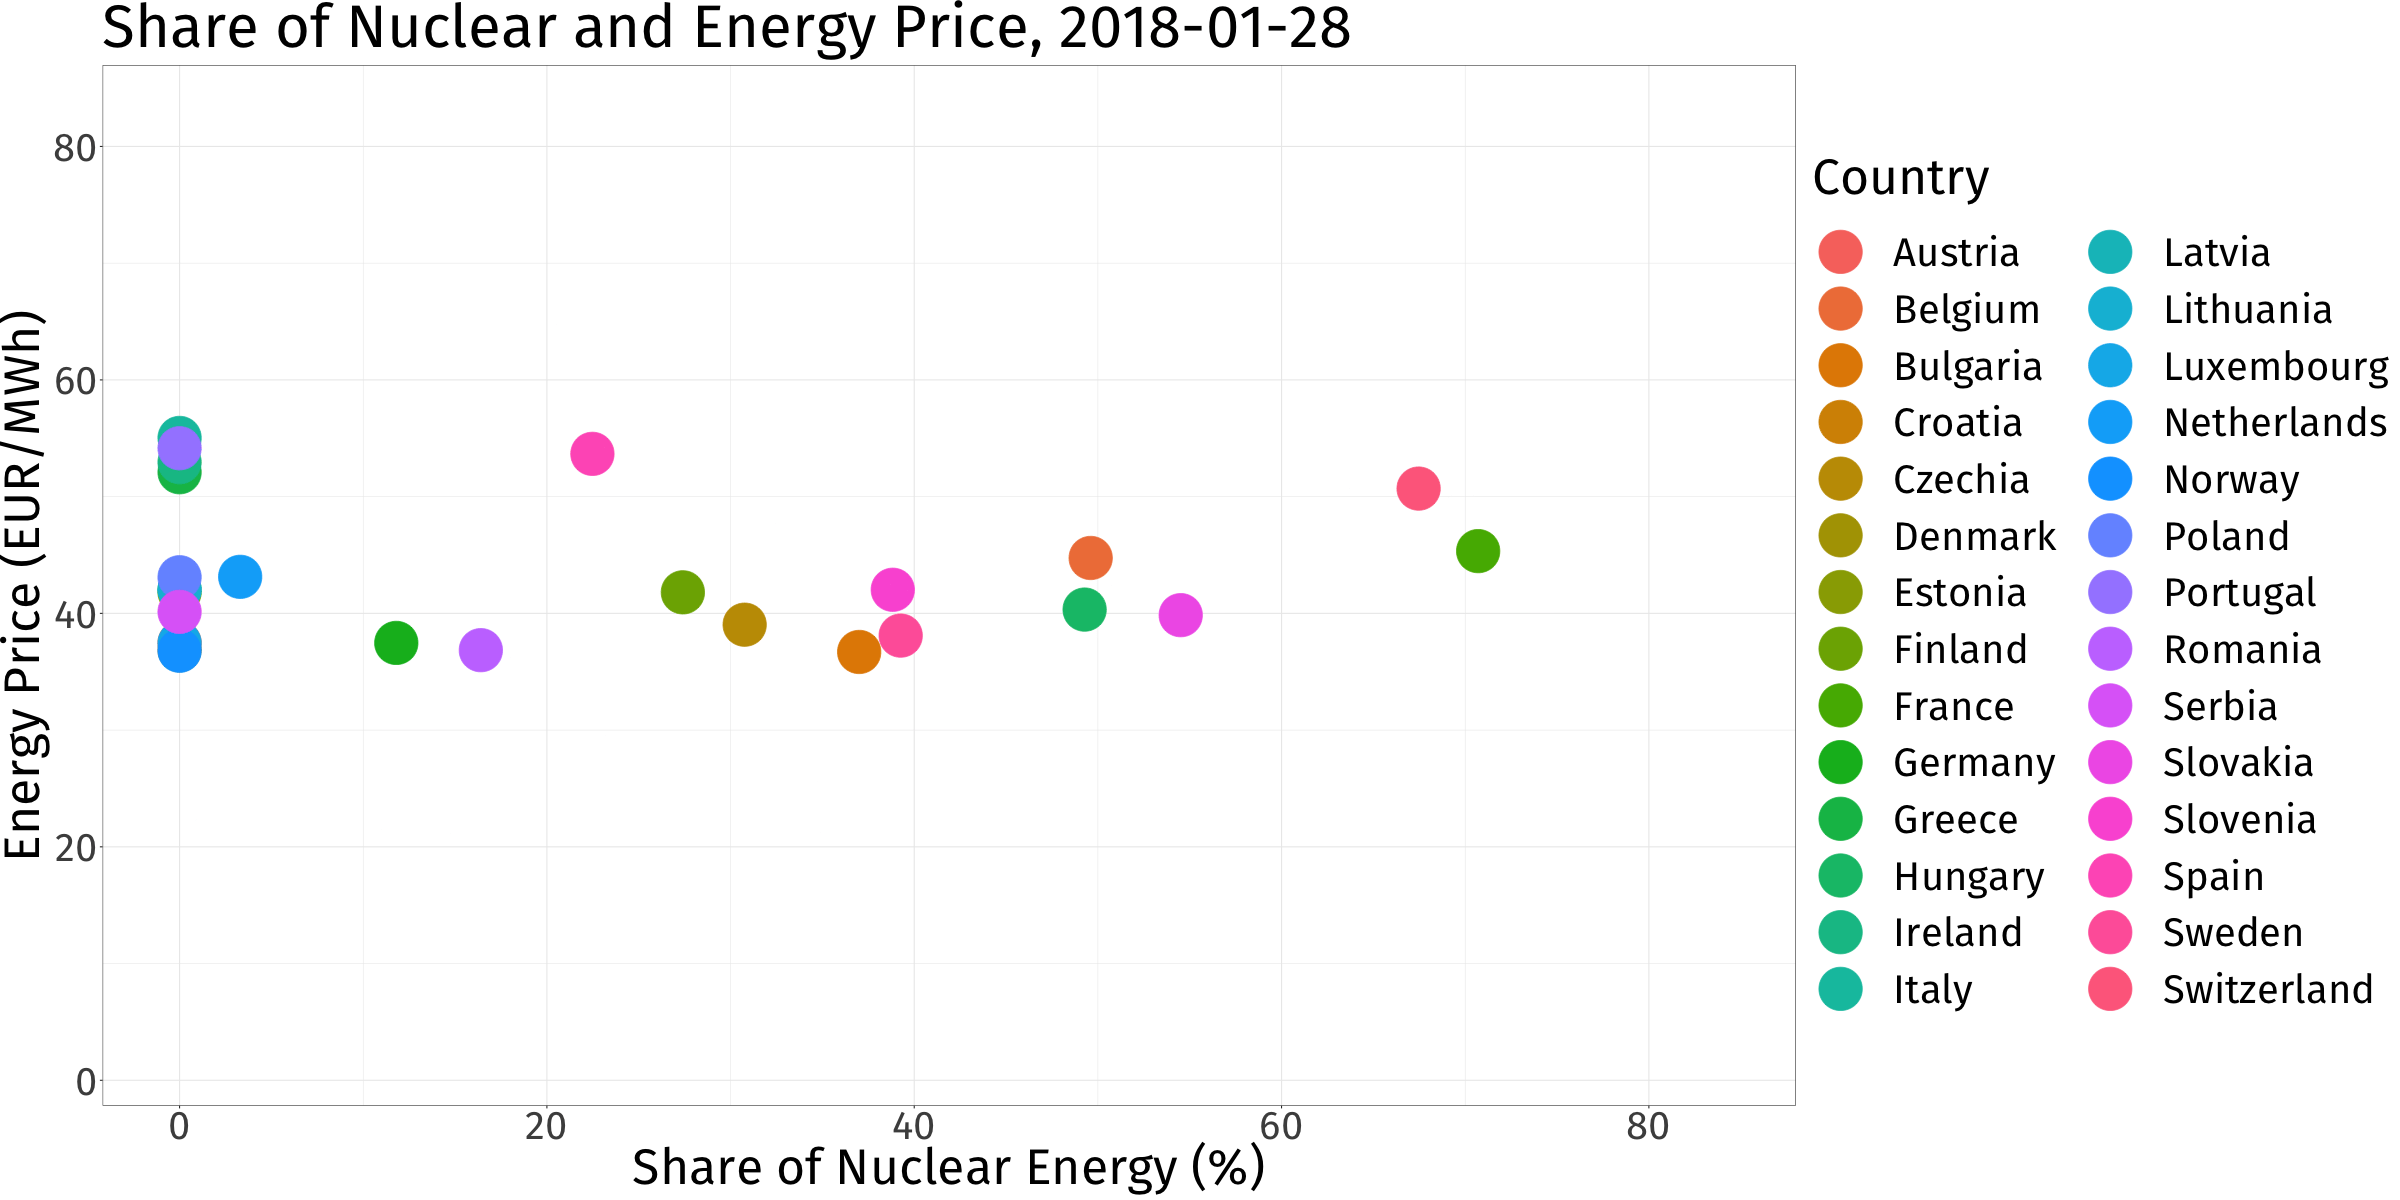 Share of Nuclear and Energy Price, 2018-01-28
Energy Price (EUR/MWh)
80
60
40
20
0
0 20 40 60 80
Share of Nuclear Energy (%)
Country
Austria
Belgium
Bulgaria
Croatia
Czechia
Denmark
Estonia
Finland
France
Germany
Greece
Hungary
Ireland
Italy
Latvia
Lithuania
Luxembourg
Netherlands
Norway
Poland
Portugal
Romania
Serbia
Slovakia
Slovenia
Spain
Sweden
Switzerland